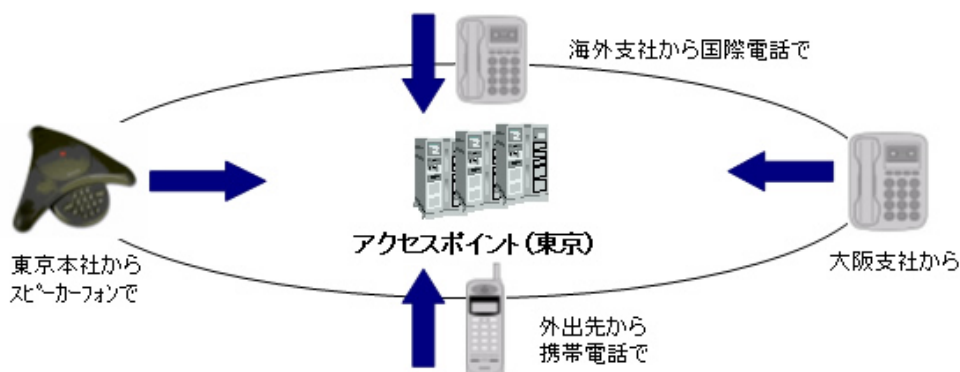 海外支社から国際電話で
アクセスポイント(東京)
東京本社から
スピーカーフォンで
大阪支社から
外出先から
携帯電話で